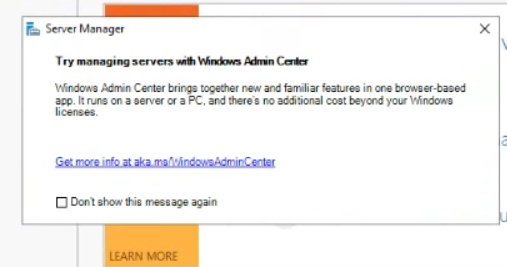 Server Manager
Try managing servers with Windows Admin Center
Windows Admin Center brings together new and familiar features in one browser-based
app. It runs on a server or a PC, and there's no additional cost beyond your Windows
licenses.
Get more info at aka.ms/WindowsAdminCenter
Don't show this message again
LEARN MORE